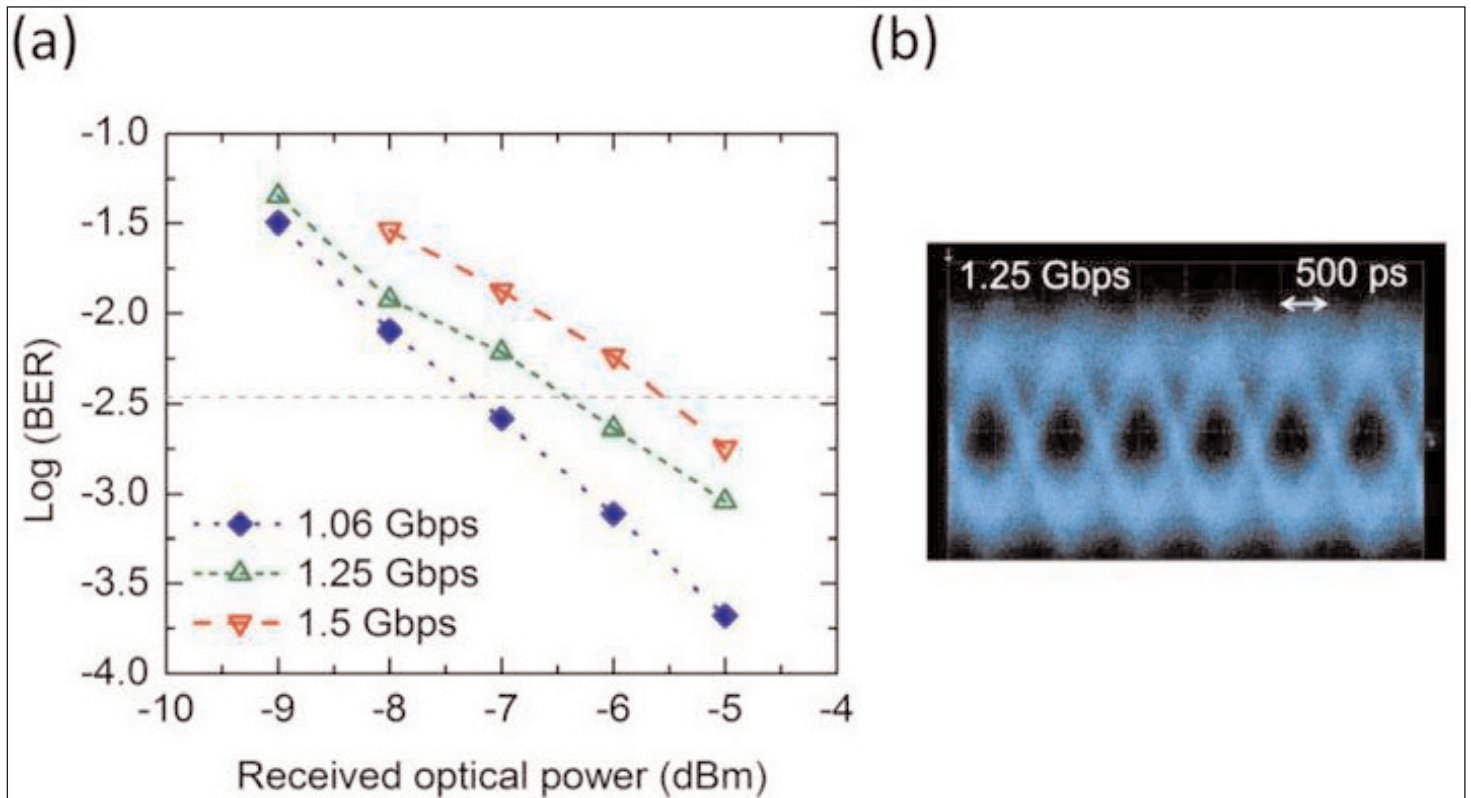 (a)
(b)
-1.0
-1.5
-2.0
-2.5
-3.0
-3.5
-4.0
Log (BER)
1.06 Gbps
1.25 Gbps
1.5 Gbps
-10 -9 -8 -7 -6 -5 -4
Received optical power (dBm)
1.25 Gbps 500 ps